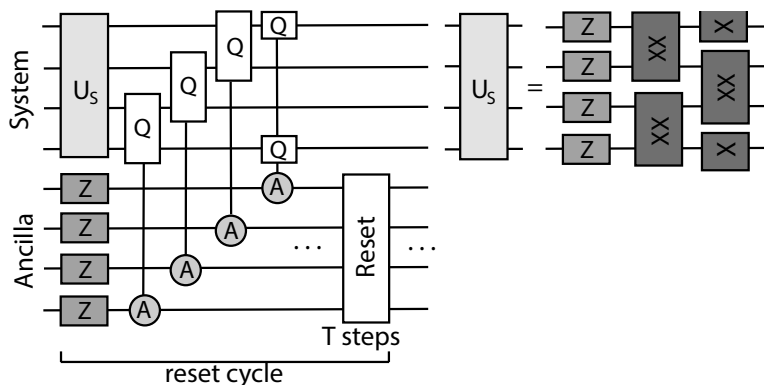 System
Ancilla
U_S
Q
Q
Q
Q
Q
Z
Z
Z
Z
A
A
A
A
. . .
Reset
. . .
T steps
reset cycle
U_S
=
Z
Z
Z
Z
XX
XX
X
XX
X